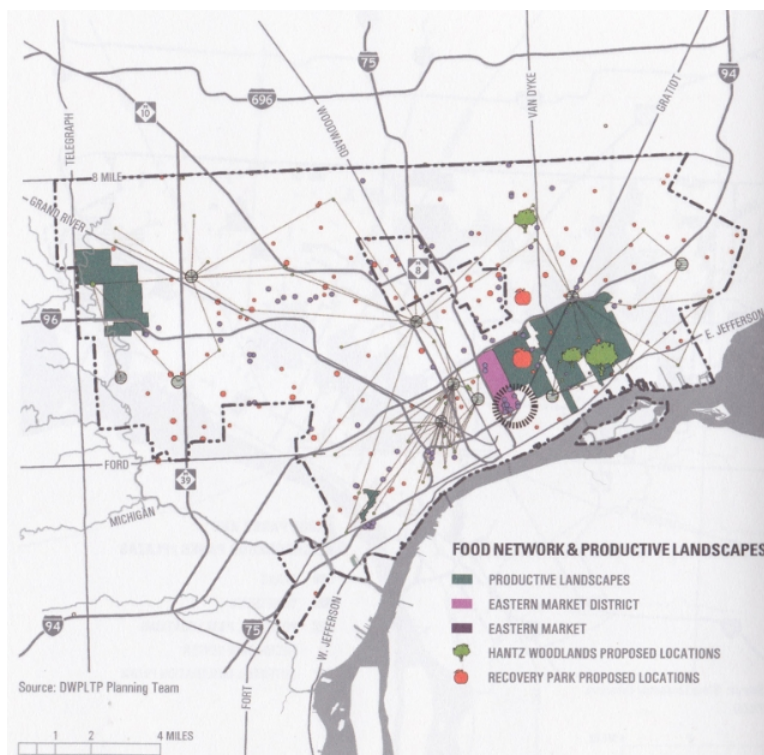 75
94
696
10
WOODWARD
VAN DYKE
GRATIOT
TELEGRAPH
8 MILE
GRAND RIVER
8
96
E. JEFFERSON
FORD
39
MICHIGAN
FOOD NETWORK & PRODUCTIVE LANDSCAPES
PRODUCTIVE LANDSCAPES
EASTERN MARKET DISTRICT
EASTERN MARKET
HANTZ WOODLANDS PROPOSED LOCATIONS
RECOVERY PARK PROPOSED LOCATIONS
94
75
W. JEFFERSON
FORT
Source: DWPLTP Planning Team
1 2 4 MILES